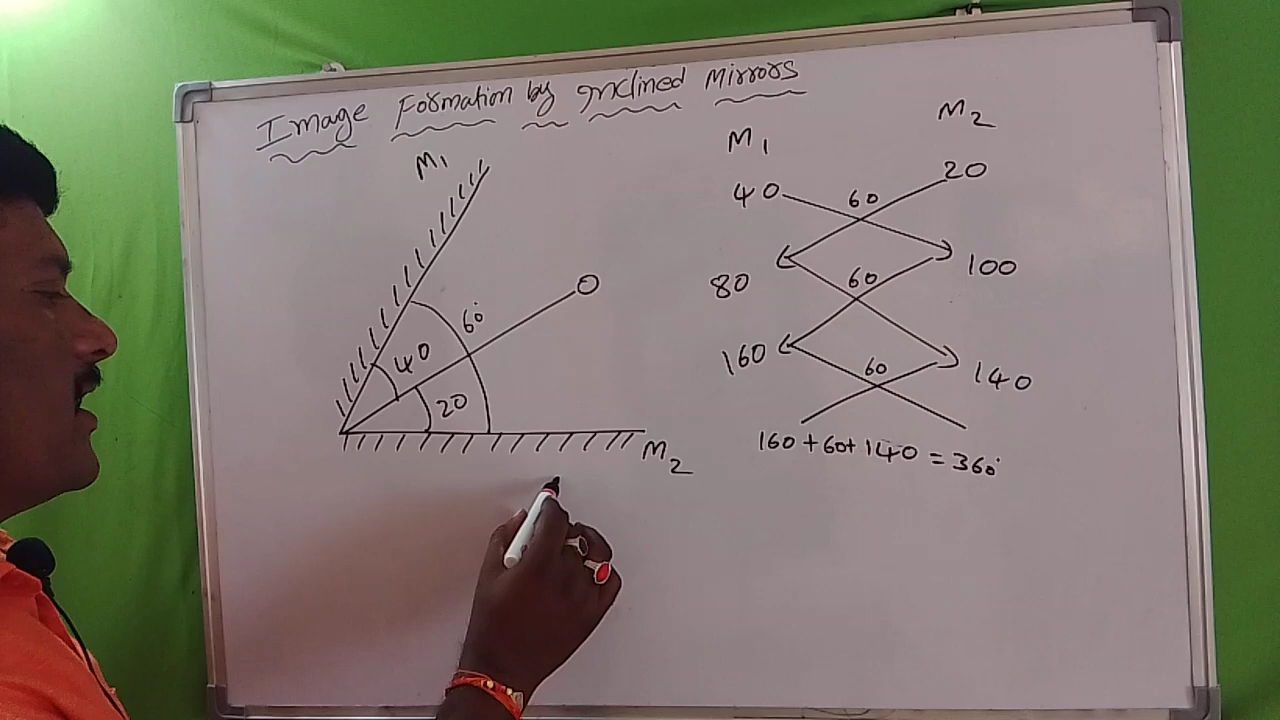 Image Formation by Inclined Mirrors
M1
O
60°
40
20
M2
M1 M2
40 60 20
80 60 100
160 60 140
160+60+140=360°